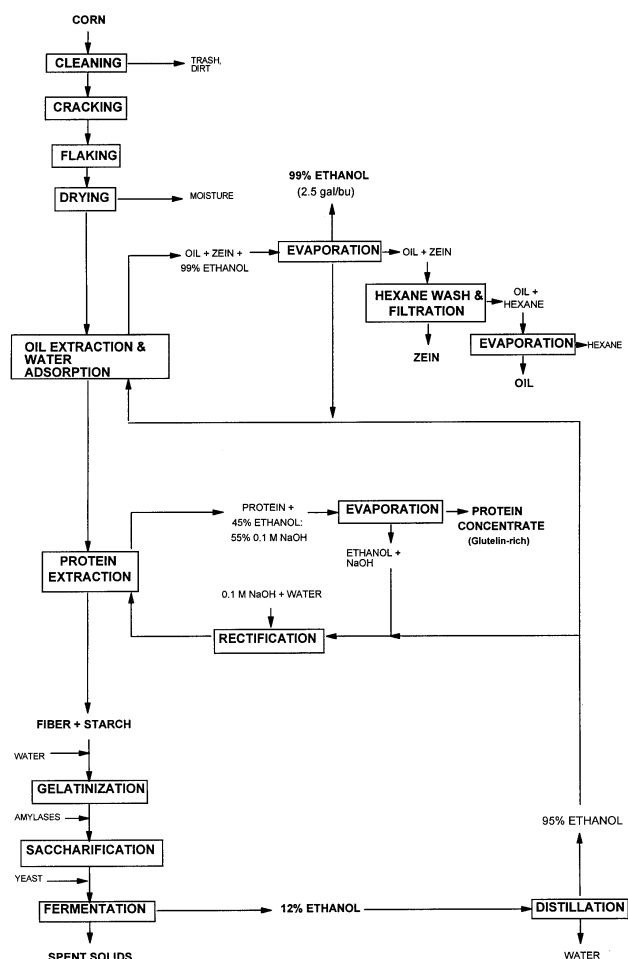 CORN
CLEANING
TRASH,
DIRT
CRACKING
FLAKING
DRYING
MOISTURE
99% ETHANOL
(2.5 gal/bu)
OIL + ZEIN +
99% ETHANOL
EVAPORATION
OIL + ZEIN
HEXANE WASH &
FILTRATION
OIL +
HEXANE
ZEIN
EVAPORATION
HEXANE
OIL
OIL EXTRACTION &
WATER
ADSORPTION
PROTEIN +
45% ETHANOL:
55% 0.1 M NaOH
EVAPORATION
PROTEIN
CONCENTRATE
(Glutelin-rich)
ETHANOL +
NaOH
PROTEIN
EXTRACTION
0.1 M NaOH + WATER
RECTIFICATION
FIBER + STARCH
WATER
GELATINIZATION
AMYLASES
SACCHARIFICATION
YEAST
FERMENTATION
12% ETHANOL
95% ETHANOL
DISTILLATION
SPENT SOLIDS
WATER